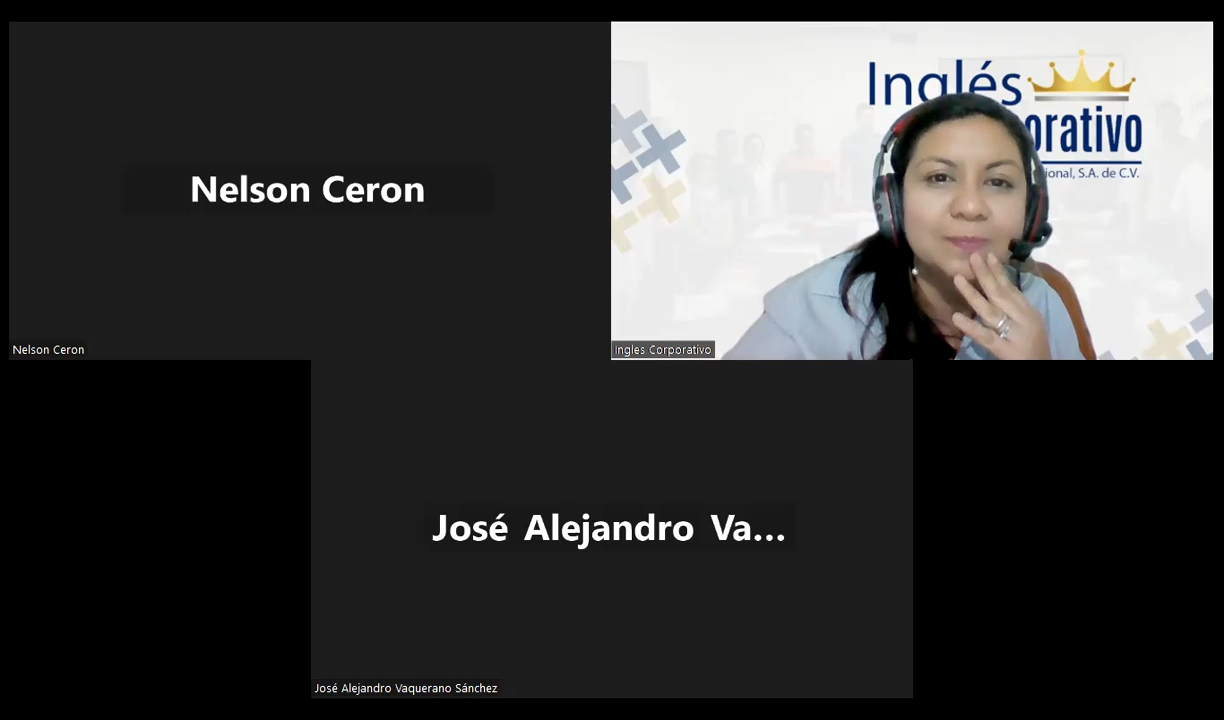 Nelson Ceron
Nelson Ceron
Inglés
orativo
ional, S.A. de C.V.
Ingles Corporativo
José Alejandro Va...
José Alejandro Vaquerano Sánchez